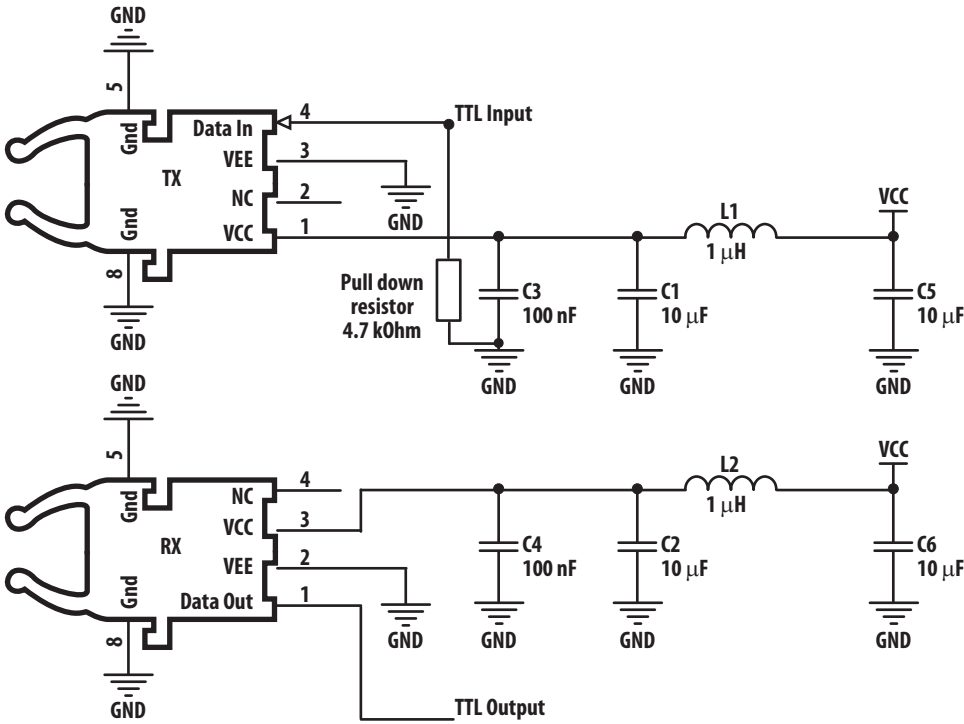 GND
5
Gnd
Data In
4
TTL Input
VEE
3
TX
NC
2
GND
VCC
1
Gnd
8
GND
L1
1 μH
VCC
Pull down
resistor
4.7 kOhm
C3
100 nF
C1
10 μF
C5
10 μF
GND
GND
GND
GND
5
Gnd
NC
4
VCC
3
RX
VEE
2
Data Out
1
Gnd
8
GND
GND
L2
1 μH
VCC
C4
100 nF
C2
10 μF
C6
10 μF
GND
GND
GND
TTL Output